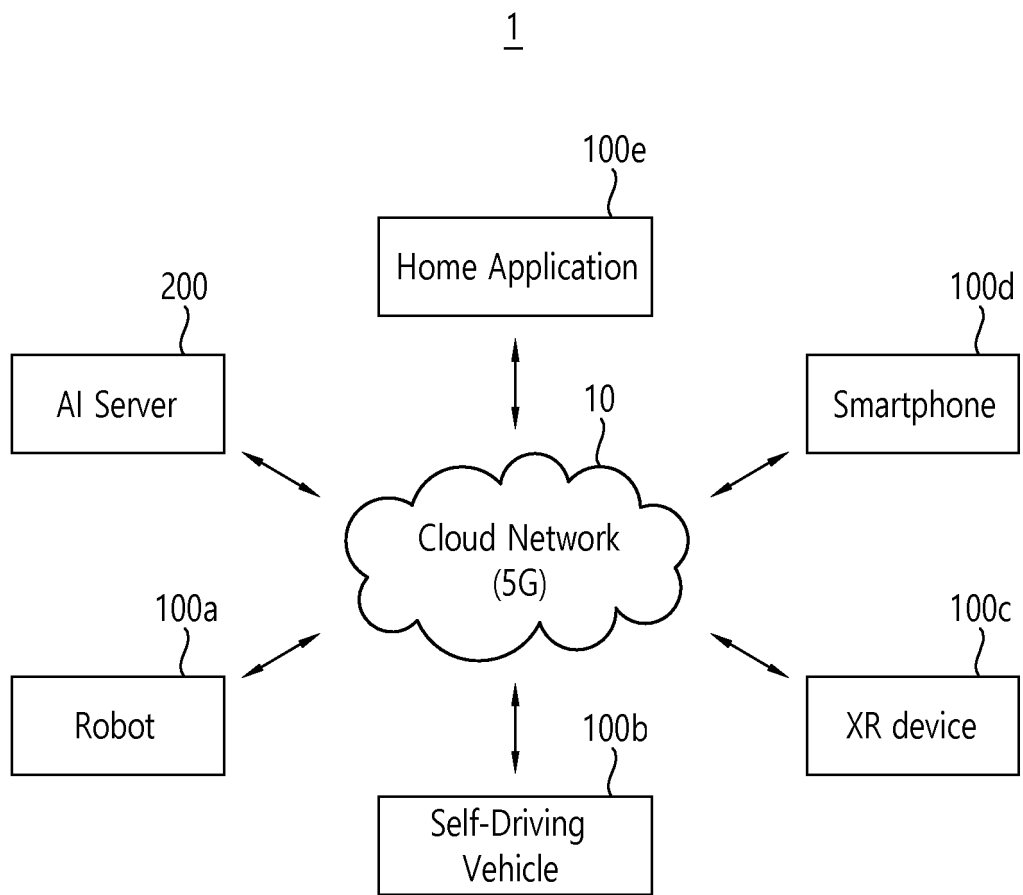 1
100e
Home Application
200
100d
AI Server
Smartphone
10
Cloud Network
(5G)
100a
100c
Robot
XR device
100b
Self-Driving
Vehicle